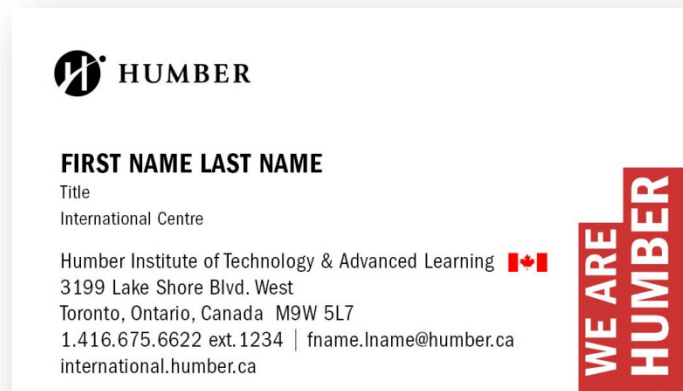 HUMBER
FIRST NAME LAST NAME
Title
International Centre
Humber Institute of Technology & Advanced Learning
3199 Lake Shore Blvd. West
Toronto, Ontario, Canada M9W 5L7
1.416.675.6622 ext.1234 | fname.lname@humber.ca
international.humber.ca
WE ARE
HUMBER